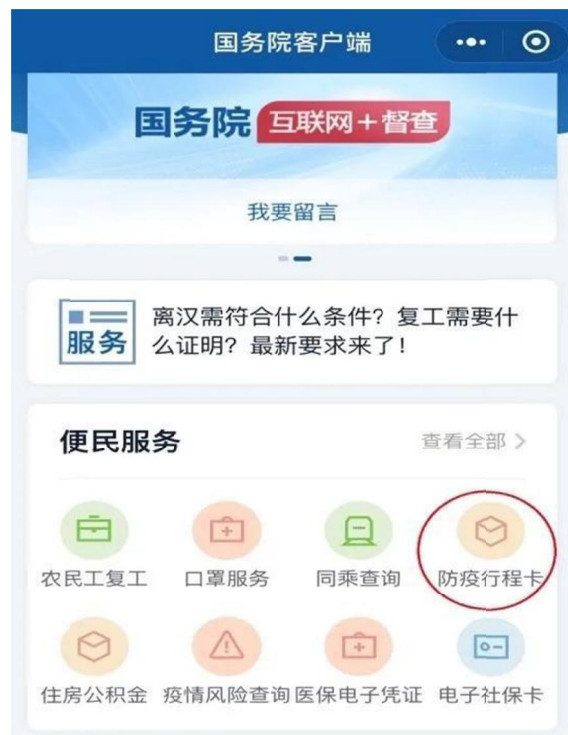 国务院客户端
国务院 互联网+督查
我要留言
服务
离汉需符合什么条件？复工需要什
么证明？最新要求来了！
便民服务 查看全部 >
农民工复工 口罩服务 同乘查询 防疫行程卡
住房公积金 疫情风险查询 医保电子凭证 电子社保卡